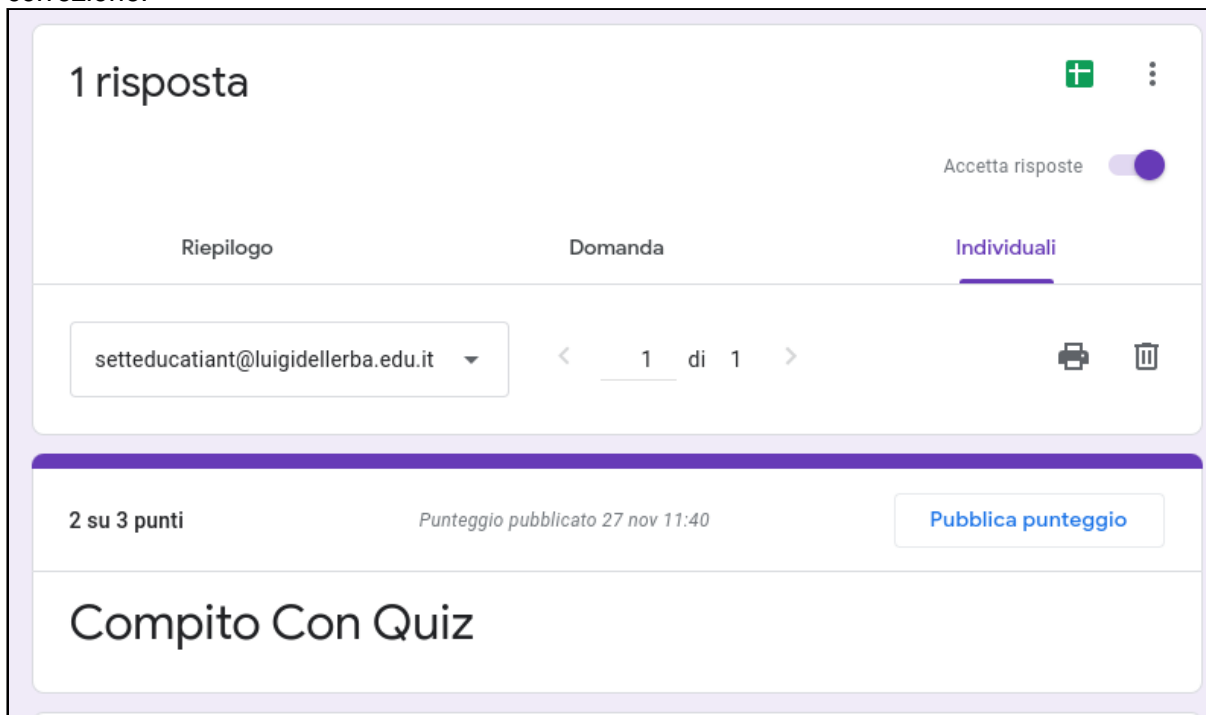 1 risposta
Accetta risposte
Riepilogo Domanda Individuali
setteducatiant@luigidellerba.edu.it 1 di 1
2 su 3 punti Punteggio pubblicato 27 nov 11:40 Pubblica punteggio
Compito Con Quiz